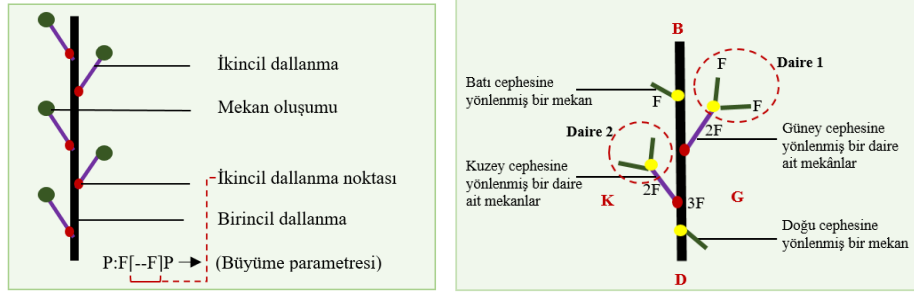 İkincil dallanma
Mekan oluşumu
İkincil dallanma noktası
Birincil dallanma
P:F[--F]P
(Büyüme parametresi)
B
Batı cephesine
yönlenmiş bir mekan
F
F
Daire 1
F
2F
Güney cephesine
yönlenmiş bir daire
ait mekânlar
Daire 2
Kuzey cephesine
yönlenmiş bir daire
ait mekanlar
2F
K
3F
G
Doğu cephesine
yönlenmiş bir mekan
D